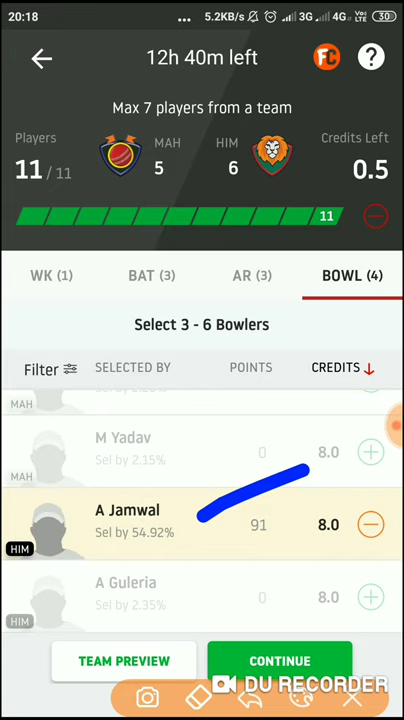 20:18 ... 5.2KB/s 3G 4G Vo LTE 30
12h 40m left FC ?
Max 7 players from a team
Players MAH HIM Credits Left
11 / 11 5 6 0.5
11
WK (1) BAT (3) AR (3) BOWL (4)
Select 3 - 6 Bowlers
Filter SELECTED BY POINTS CREDITS
MAH
M Yadav 0 8.0
Sel by 2.15%
MAH
A Jamwal 91 8.0
Sel by 54.92%
HIM
A Guleria 0 8.0
Sel by 2.35%
HIM
TEAM PREVIEW CONTINUE
DU RECORDER